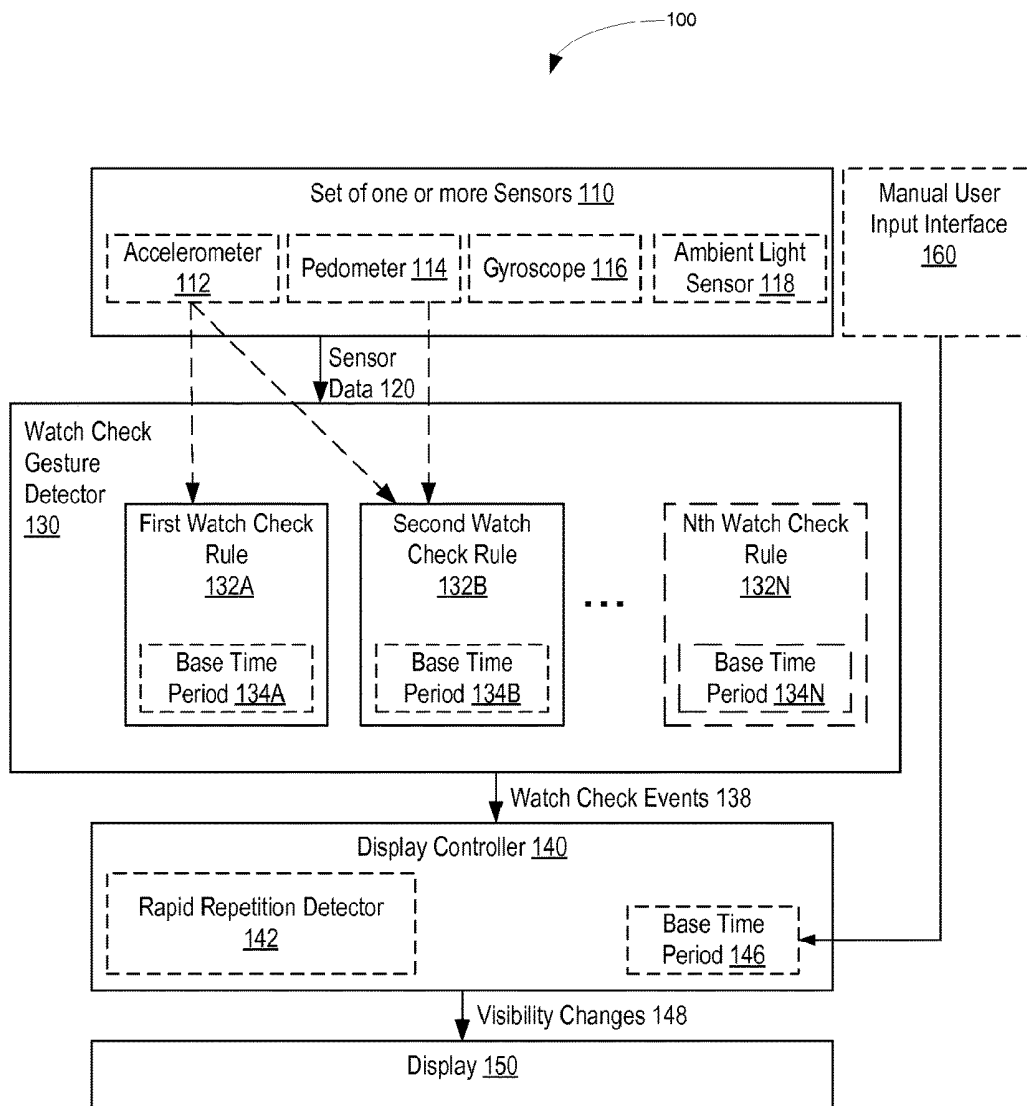 100
Set of one or more Sensors 110
Accelerometer
112
Pedometer 114
Gyroscope 116
Ambient Light
Sensor 118
Manual User
Input Interface
160
Sensor
Data 120
Watch Check
Gesture
Detector
130
First Watch Check
Rule
132A
Base Time
Period 134A
Second Watch
Check Rule
132B
Base Time
Period 134B
...
Nth Watch Check
Rule
132N
Base Time
Period 134N
Watch Check Events 138
Display Controller 140
Rapid Repetition Detector
142
Base Time
Period 146
Visibility Changes 148
Display 150